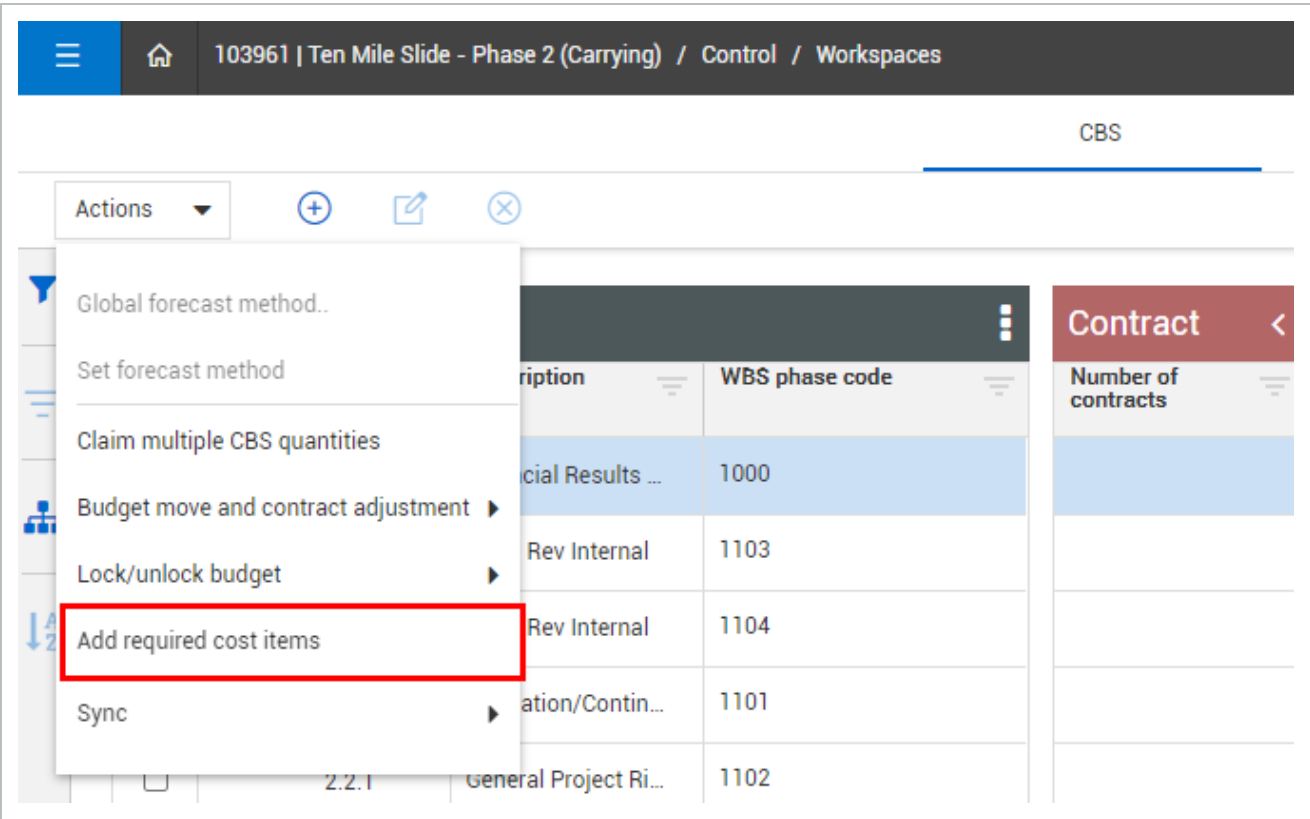 103961 | Ten Mile Slide - Phase 2 (Carrying) / Control / Workspaces
CBS
Actions
Global forecast method..
Set forecast method
Claim multiple CBS quantities
Budget move and contract adjustment
Lock/unlock budget
Add required cost items
Sync
Contract
ription WBS phase code Number of
contracts
cial Results ... 1000
Rev Internal 1103
Rev Internal 1104
ation/Contin... 1101
2.2.1 General Project Ri... 1102